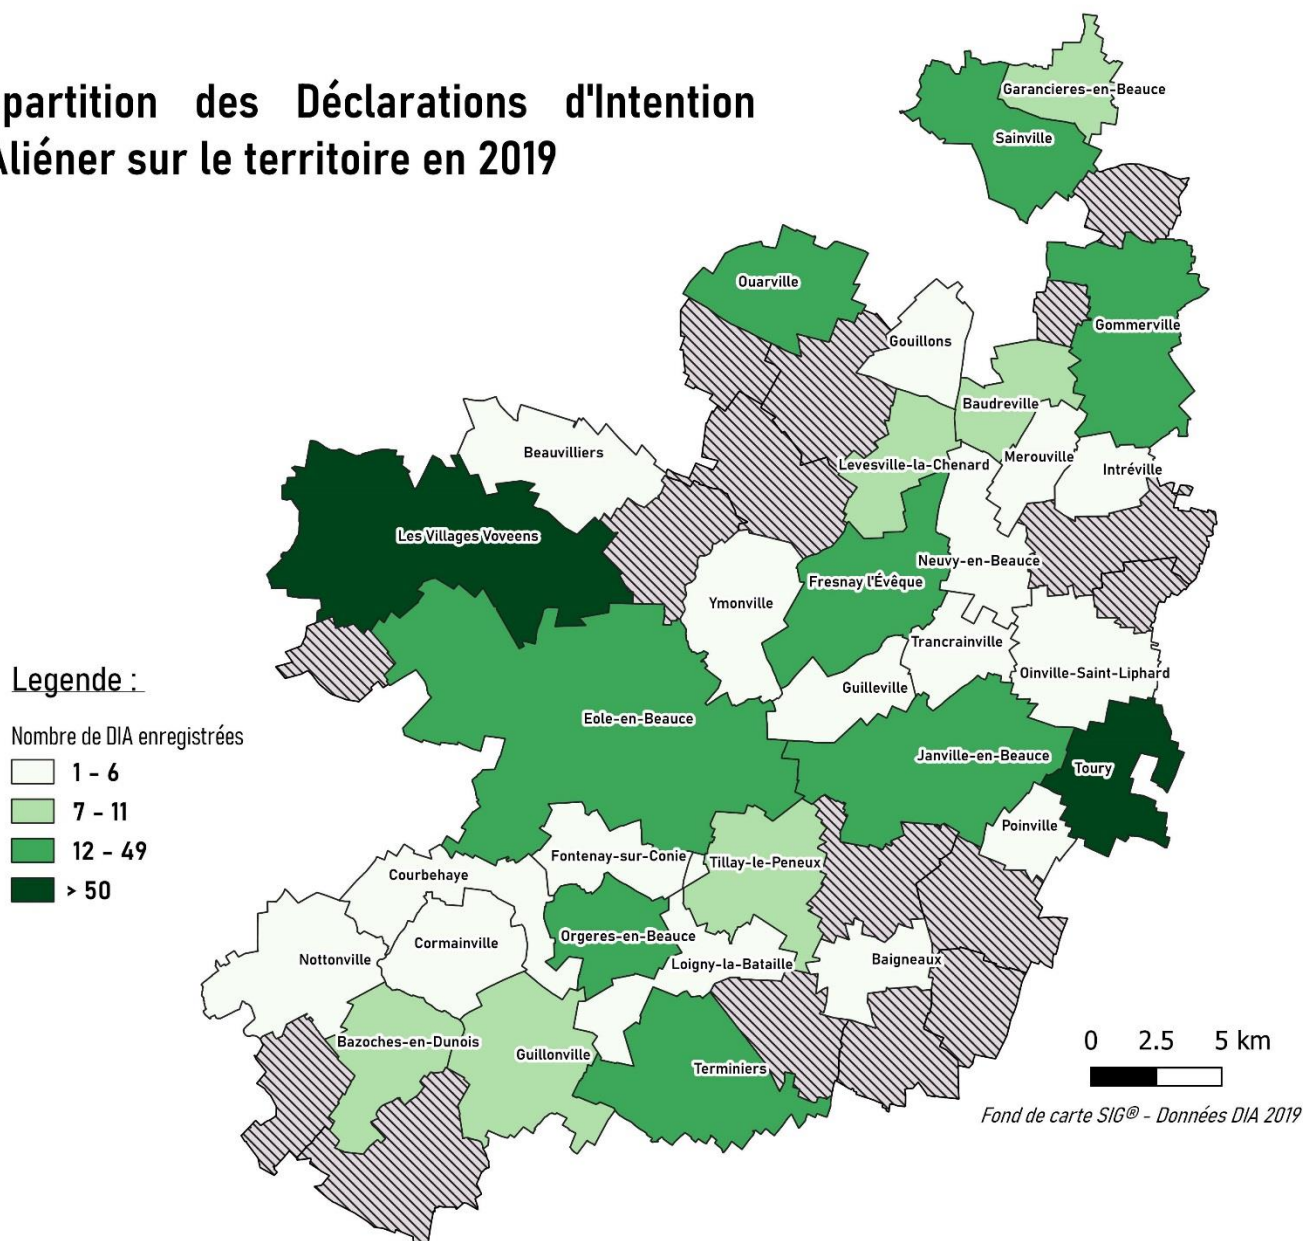 partition des Déclarations d'Intention
Aliéner sur le territoire en 2019
Garancieres-en-Beauce
Sainville
Ouarville
Gommerville
Gouillons
Baudreville
Beauvilliers
Levesville-la-Chenard
Merouville
Intréville
Les Villages Voveens
Neuvy-en-Beauce
Fresnay l'Évêque
Ymonville
Trancrainville
Oinville-Saint-Liphard
Guilleville
Eole-en-Beauce
Janville-en-Beauce
Toury
Poinville
Fontenay-sur-Conie
Tillay-le-Peneux
Courbehaye
Orgeres-en-Beauce
Cormainville
Nottonville
Loigny-la-Bataille
Baigneaux
Bazoches-en-Dunois
Guillonville
Terminiers
Legende :
Nombre de DIA enregistrées
1 - 6
7 - 11
12 - 49
> 50
0 2.5 5 km
Fond de carte SIG® - Données DIA 2019